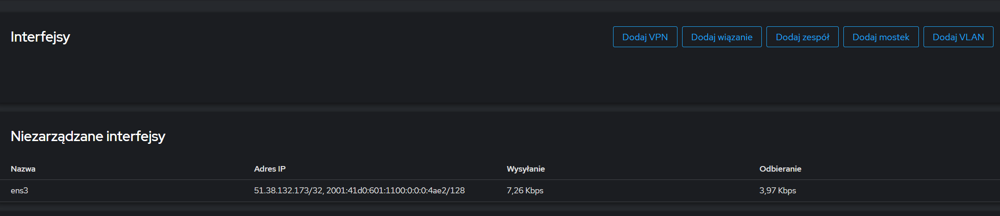 Interfejsy
Dodaj VPN Dodaj wiązanie Dodaj zespół Dodaj mostek Dodaj VLAN
Niezarządzane interfejsy
Nazwa Adres IP Wysyłanie Odbieranie
ens3 51.38.132.173/32, 2001:41d0:601:1100:0:0:0:4ae2/128 7,26 Kbps 3,97 Kbps